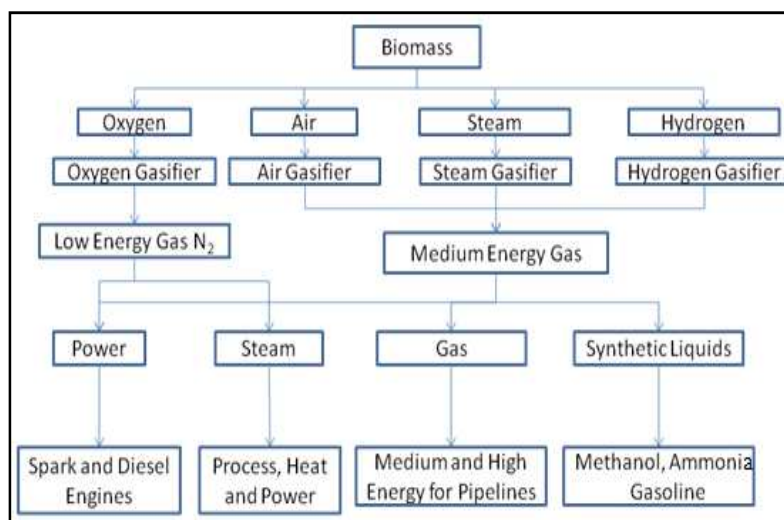 Biomass
Oxygen
Air
Steam
Hydrogen
Oxygen Gasifier
Air Gasifier
Steam Gasifier
Hydrogen Gasifier
Low Energy Gas N₂
Medium Energy Gas
Power
Steam
Gas
Synthetic Liquids
Spark and Diesel
Engines
Process, Heat
and Power
Medium and High
Energy for Pipelines
Methanol, Ammonia
Gasoline